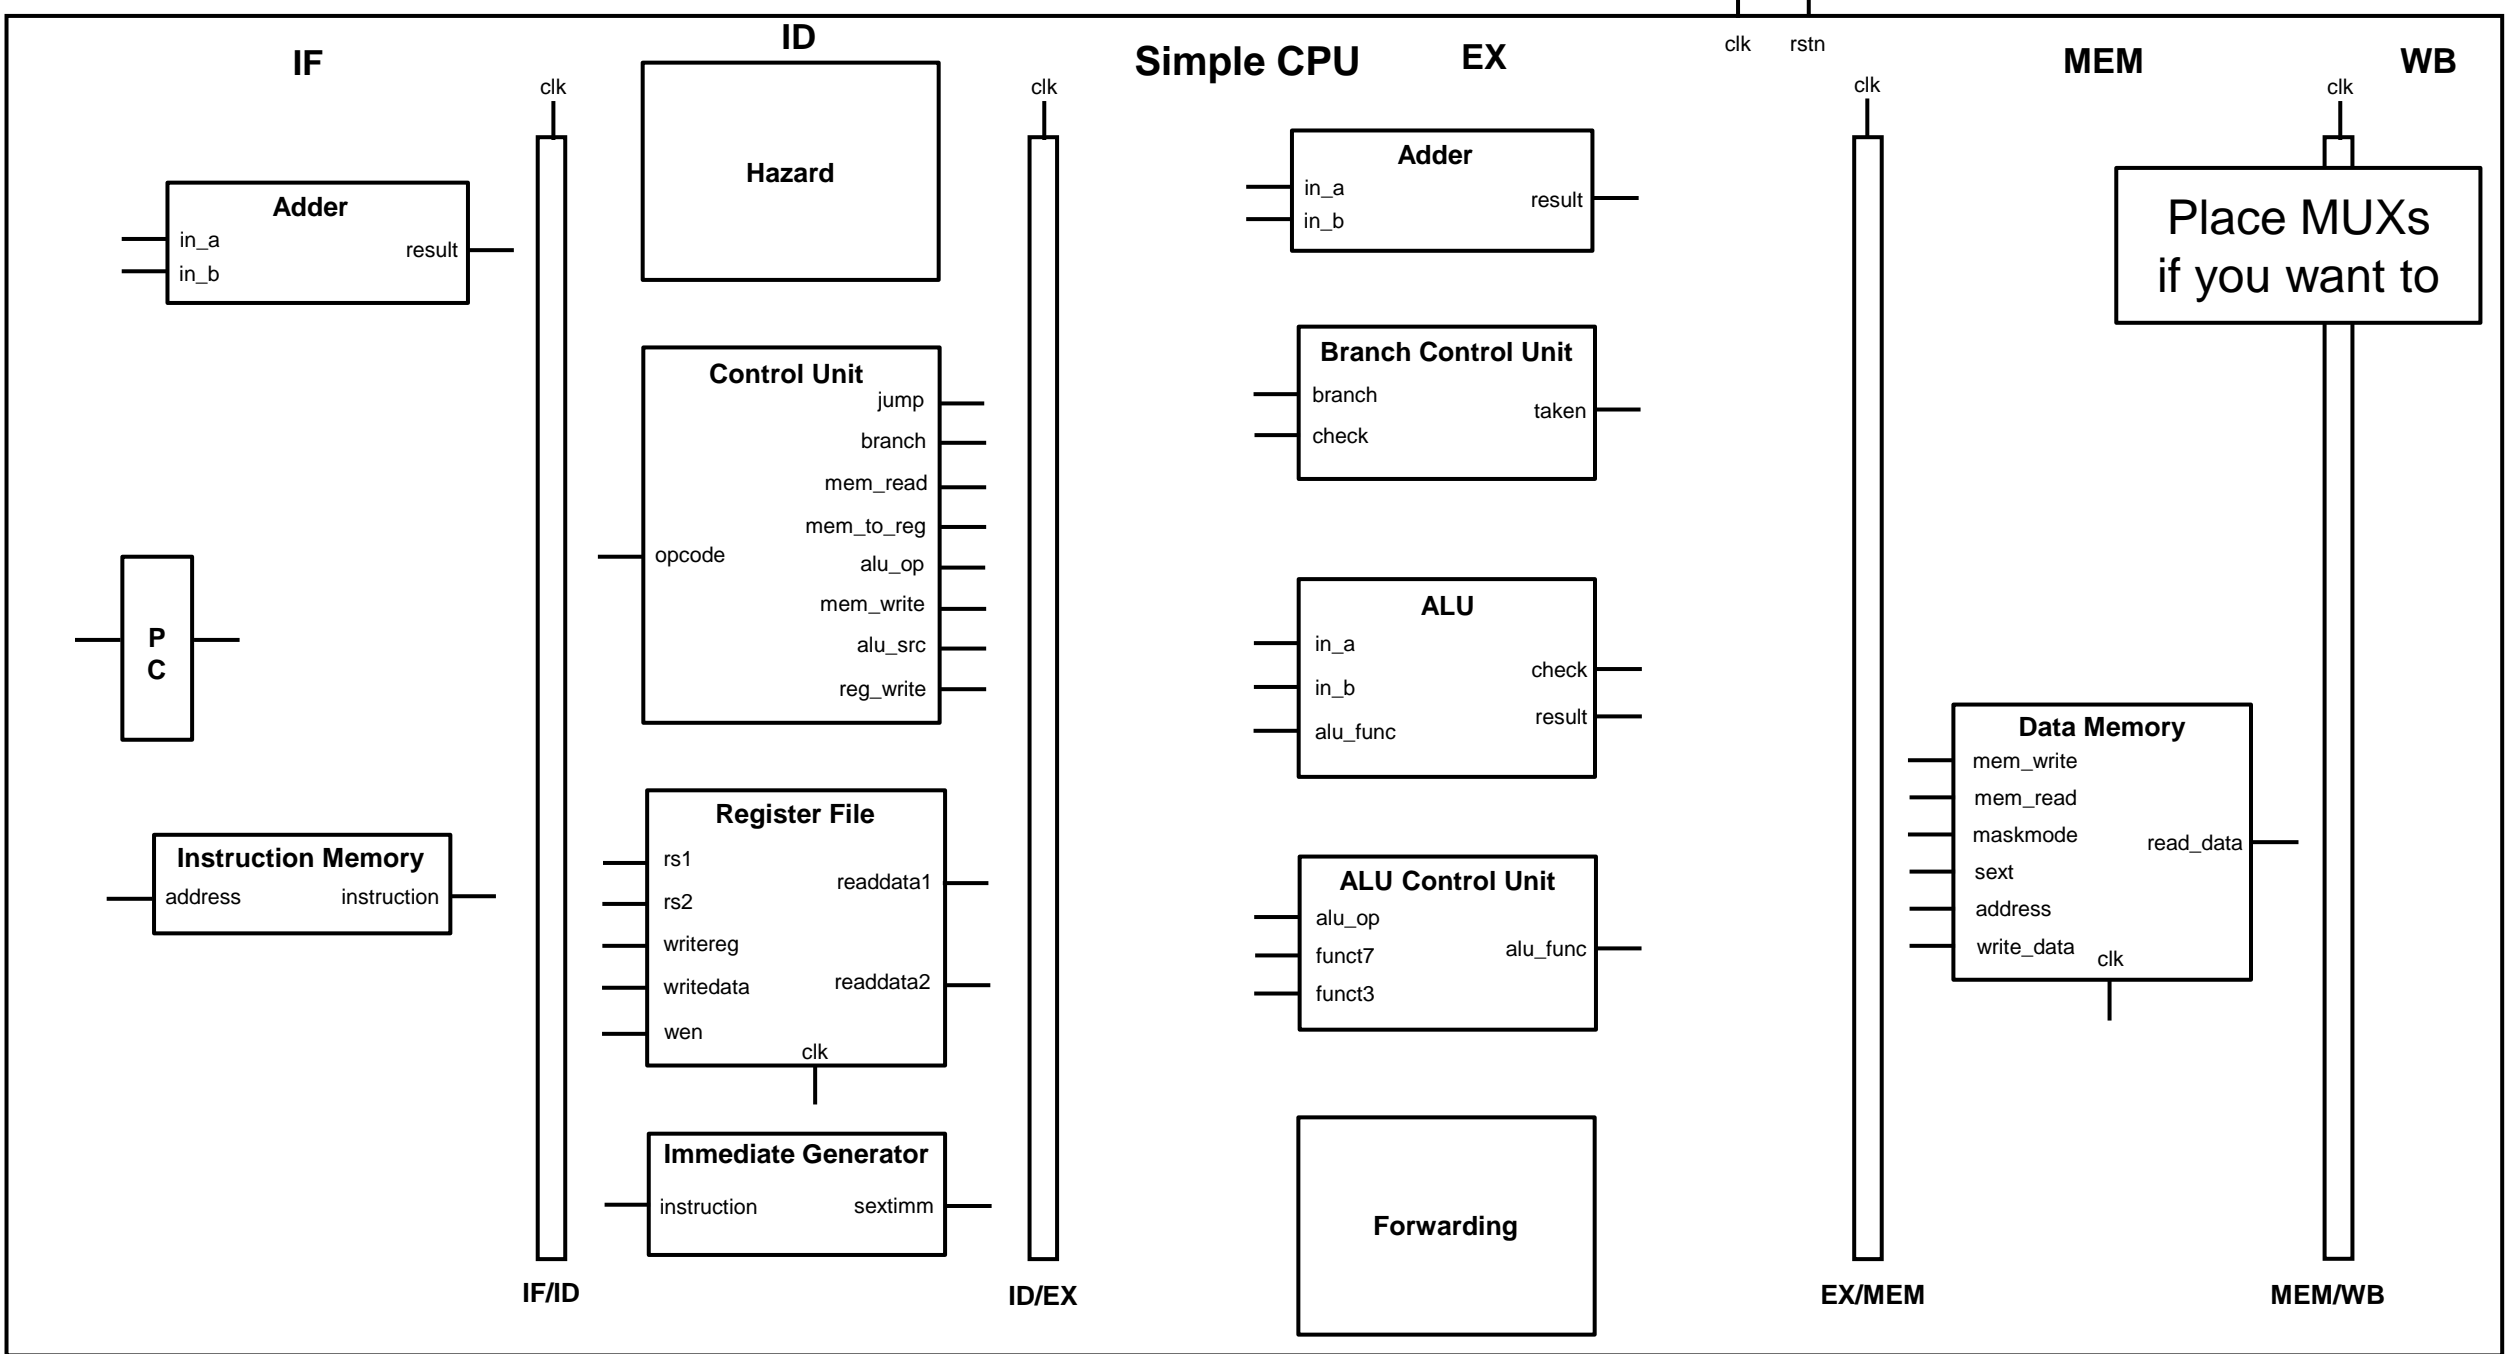 Simple CPU
clk
rstn
IF
Adder
in_a
in_b
result
P
C
Instruction Memory
address
instruction
clk
IF/ID
ID
Hazard
Control Unit
opcode
jump
branch
mem_read
mem_to_reg
alu_op
mem_write
alu_src
reg_write
Register File
rs1
rs2
writereg
writedata
wen
readdata1
readdata2
clk
Immediate Generator
instruction
sextimm
clk
ID/EX
EX
Adder
in_a
in_b
result
Branch Control Unit
branch
check
taken
ALU
in_a
in_b
alu_func
check
result
ALU Control Unit
alu_op
funct7
funct3
alu_func
Forwarding
clk
EX/MEM
MEM
Data Memory
mem_write
mem_read
maskmode
sext
address
write_data
read_data
clk
clk
MEM/WB
WB
Place MUXs
if you want to